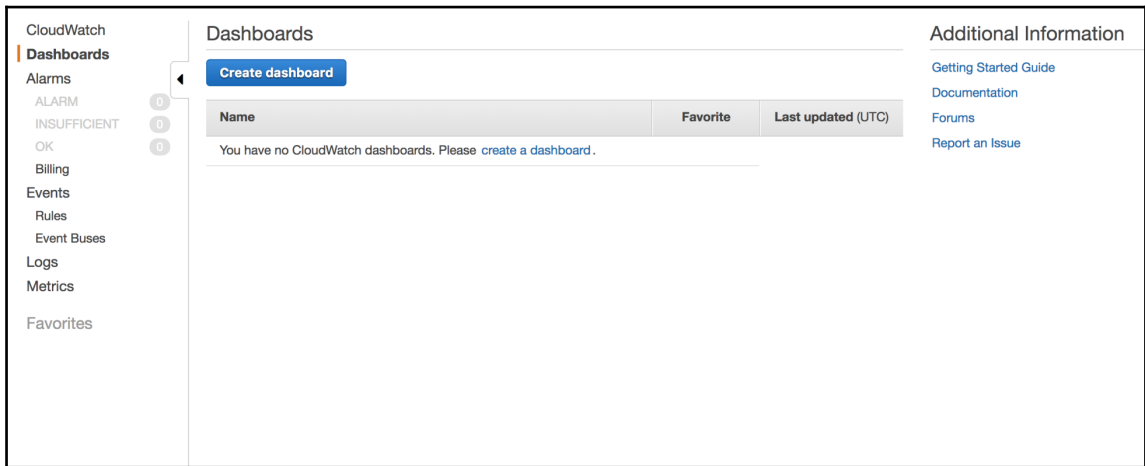 CloudWatch
Dashboards
Alarms
ALARM 0
INSUFFICIENT 0
OK 0
Billing
Events
Rules
Event Buses
Logs
Metrics
Favorites
Dashboards
Create dashboard
Name Favorite Last updated (UTC)
You have no CloudWatch dashboards. Please create a dashboard.
Additional Information
Getting Started Guide
Documentation
Forums
Report an Issue